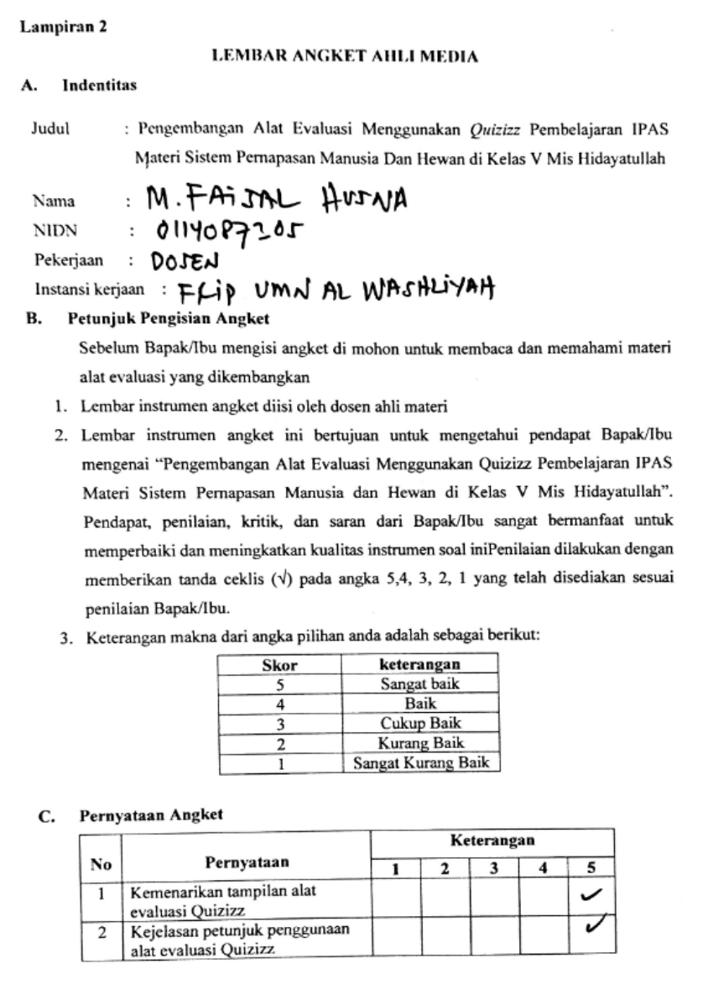 Lampiran 2
LEMBAR ANGKET AHLI MEDIA
A. Indentitas
Judul : Pengembangan Alat Evaluasi Menggunakan Quizizz Pembelajaran IPAS
Materi Sistem Pernapasan Manusia Dan Hewan di Kelas V Mis Hidayatullah
Nama : M. FAISAL HUSNA
NIDN : 0114087205
Pekerjaan : DOSEN
Instansi kerjaan : FKIP UMN AL WASHLIYAH
B. Petunjuk Pengisian Angket
Sebelum Bapak/Ibu mengisi angket di mohon untuk membaca dan memahami materi
alat evaluasi yang dikembangkan
1. Lembar instrumen angket diisi oleh dosen ahli materi
2. Lembar instrumen angket ini bertujuan untuk mengetahui pendapat Bapak/Ibu
mengenai “Pengembangan Alat Evaluasi Menggunakan Quizizz Pembelajaran IPAS
Materi Sistem Pernapasan Manusia dan Hewan di Kelas V Mis Hidayatullah”.
Pendapat, penilaian, kritik, dan saran dari Bapak/Ibu sangat bermanfaat untuk
memperbaiki dan meningkatkan kualitas instrumen soal iniPenilaian dilakukan dengan
memberikan tanda ceklis (√) pada angka 5,4, 3, 2, 1 yang telah disediakan sesuai
penilaian Bapak/Ibu.
3. Keterangan makna dari angka pilihan anda adalah sebagai berikut:
Skor keterangan
5 Sangat baik
4 Baik
3 Cukup Baik
2 Kurang Baik
1 Sangat Kurang Baik
C. Pernyataan Angket
No Pernyataan Keterangan
1 2 3 4 5
1 Kemenarikan tampilan alat
evaluasi Quizizz ✓
2 Kejelasan petunjuk penggunaan
alat evaluasi Quizizz ✓